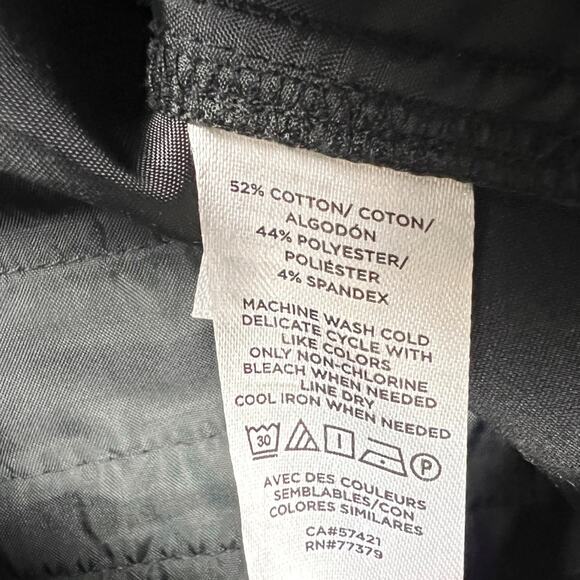 52% COTTON/ COTON/
ALGODÓN
44% POLYESTER/
POLIÉSTER
4% SPANDEX
MACHINE WASH COLD
DELICATE CYCLE WITH
LIKE COLORS
ONLY NON-CHLORINE
BLEACH WHEN NEEDED
LINE DRY
COOL IRON WHEN NEEDED
30 P
AVEC DES COULEURS
SEMBLABLES/CON
COLORES SIMILARES
CA#57421
RN#77379